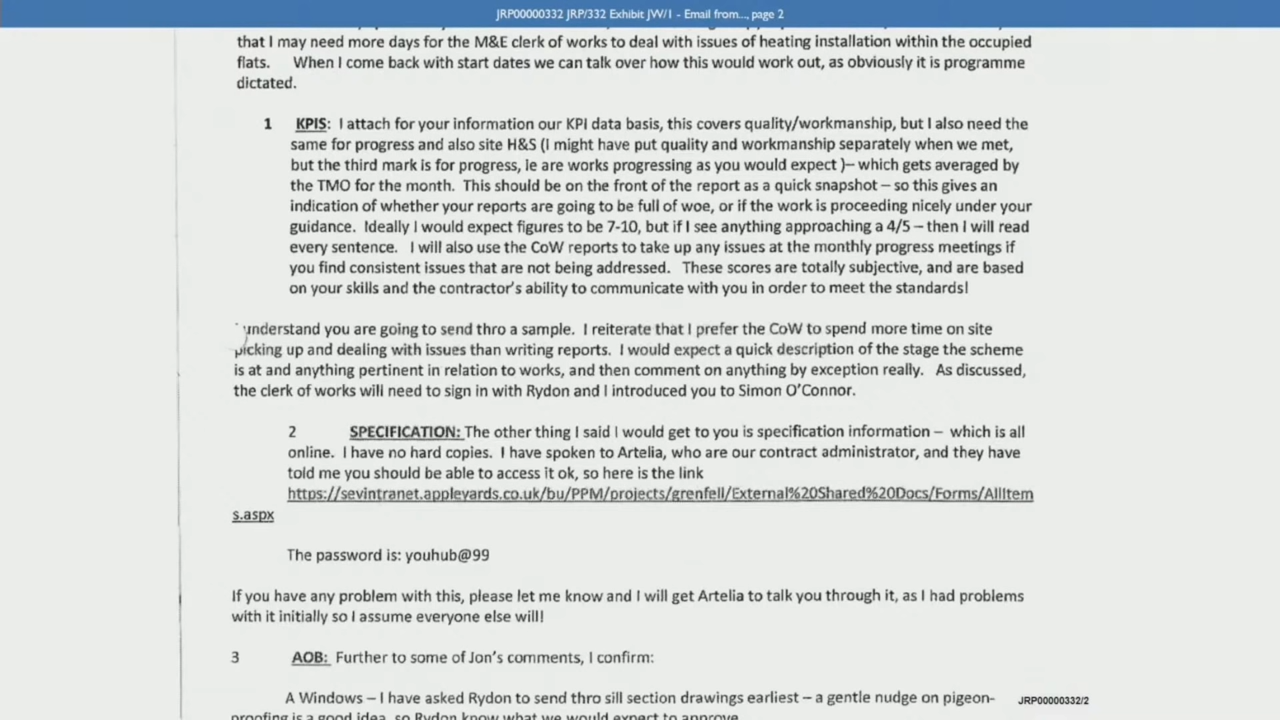 JRP00000332 JRP/332 Exhibit JW/1 - Email from..., page 2
that I may need more days for the M&E clerk of works to deal with issues of heating installation within the occupied
flats. When I come back with start dates we can talk over how this would work out, as obviously it is programme
dictated.
1 KPIS: I attach for your information our KPI data basis, this covers quality/workmanship, but I also need the
same for progress and also site H&S (I might have put quality and workmanship separately when we met,
but the third mark is for progress, ie are works progressing as you would expect )– which gets averaged by
the TMO for the month. This should be on the front of the report as a quick snapshot – so this gives an
indication of whether your reports are going to be full of woe, or if the work is proceeding nicely under your
guidance. Ideally I would expect figures to be 7-10, but if I see anything approaching a 4/5 – then I will read
every sentence. I will also use the CoW reports to take up any issues at the monthly progress meetings if
you find consistent issues that are not being addressed. These scores are totally subjective, and are based
on your skills and the contractor's ability to communicate with you in order to meet the standards!
understand you are going to send thro a sample. I reiterate that I prefer the CoW to spend more time on site
picking up and dealing with issues than writing reports. I would expect a quick description of the stage the scheme
is at and anything pertinent in relation to works, and then comment on anything by exception really. As discussed,
the clerk of works will need to sign in with Rydon and I introduced you to Simon O'Connor.
2 SPECIFICATION: The other thing I said I would get to you is specification information – which is all
online. I have no hard copies. I have spoken to Artelia, who are our contract administrator, and they have
told me you should be able to access it ok, so here is the link
https://sevintranet.appleyards.co.uk/bu/PPM/projects/grenfell/External%20Shared%20Docs/Forms/AllItem
s.aspx
The password is: youhub@99
If you have any problem with this, please let me know and I will get Artelia to talk you through it, as I had problems
with it initially so I assume everyone else will!
3 AOB: Further to some of Jon's comments, I confirm:
A Windows – I have asked Rydon to send thro sill section drawings earliest – a gentle nudge on pigeon-
JRP00000332/2
proofing is a good idea, so Rydon know what we would expect to approve